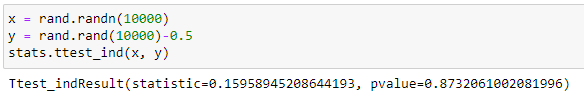 x = rand.randn(10000)
y = rand.rand(10000)-0.5
stats.ttest_ind(x, y)
Ttest_indResult(statistic=0.15958945208644193, pvalue=0.8732061002081996)